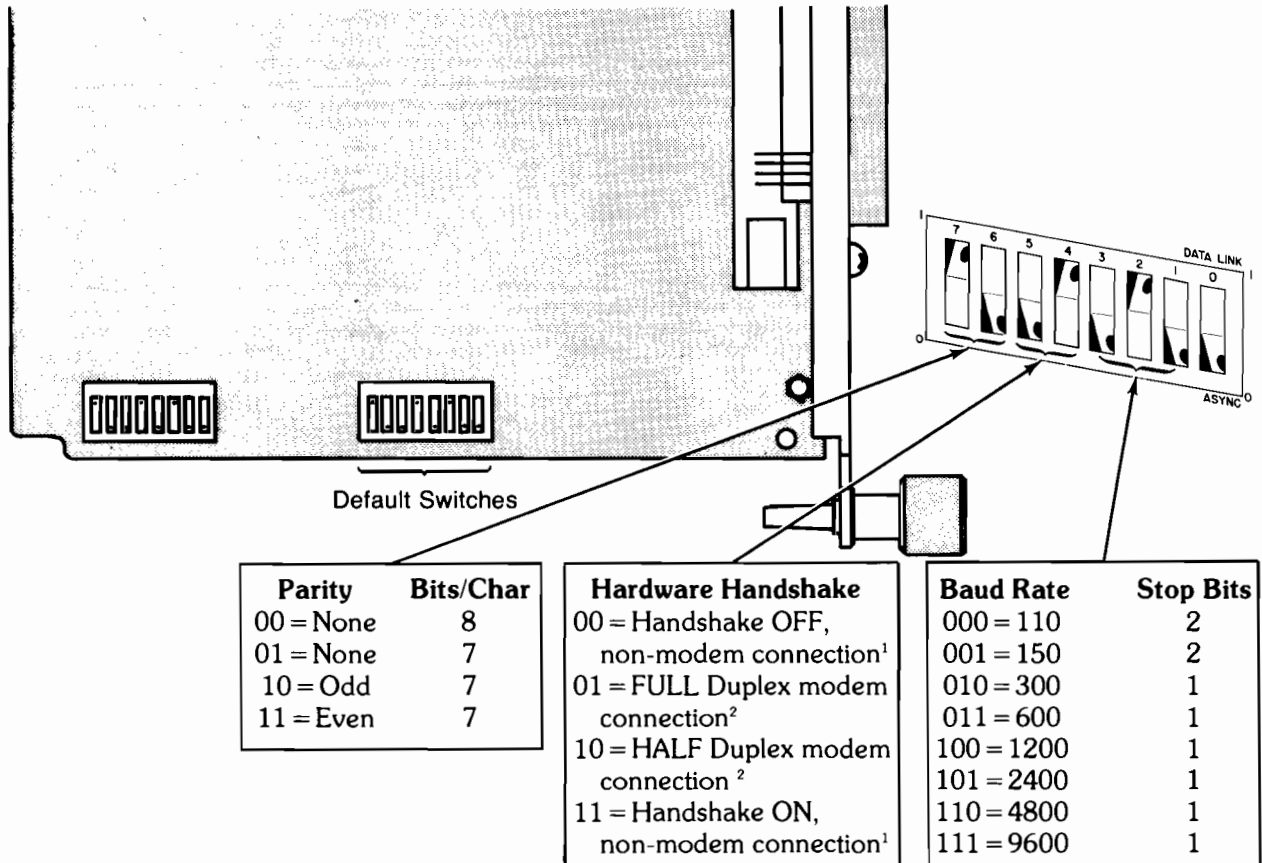 1
7 6 5 4 3 2 1 0
DATA LINK 1
0
ASYNC 0
Default Switches
Parity Bits/Char
00 = None 8
01 = None 7
10 = Odd 7
11 = Even 7
Hardware Handshake
00 = Handshake OFF,
non-modem connection¹
01 = FULL Duplex modem
connection²
10 = HALF Duplex modem
connection ²
11 = Handshake ON,
non-modem connection¹
Baud Rate Stop Bits
000 = 110 2
001 = 150 2
010 = 300 1
011 = 600 1
100 = 1200 1
101 = 2400 1
110 = 4800 1
111 = 9600 1